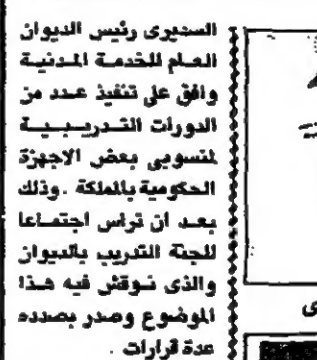 السنيرى رئيس الديوان
العام للخدمة المدنية
وافق على تنفيذ عدد من
الدورات التدريبية
لمنسوبى بعض الاجهزة
الحكومية بالمملكة . وذلك
بعد ان تراس اجتماعا
للجنة التدريب بالديوان
والذى نوقش فيه هذا
الموضوع وصدر بصدده
عدة قرارات .